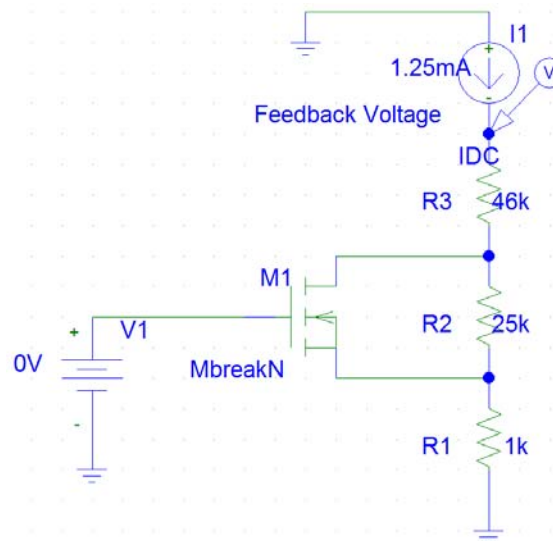 I1
1.25mA
V
Feedback Voltage
IDC
R3 46k
M1
+ V1
R2 25k
0V
MbreakN
-
R1 1k